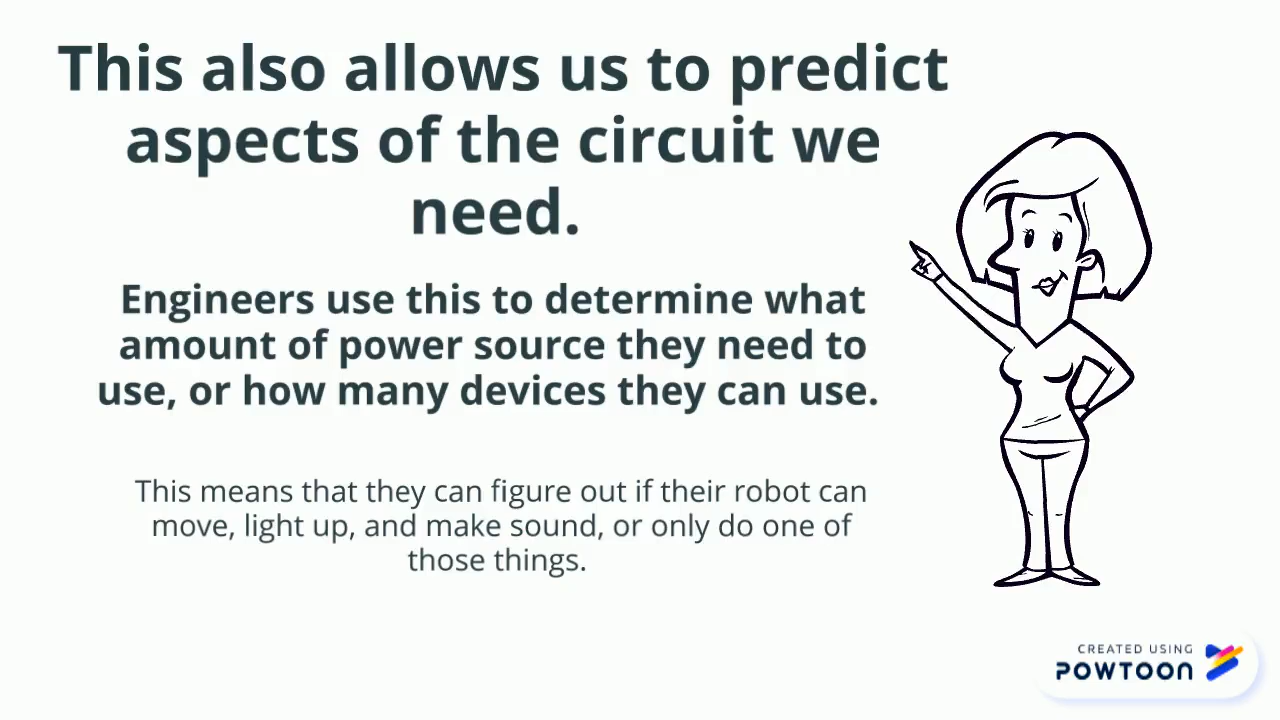 This also allows us to predict
aspects of the circuit we
need.
Engineers use this to determine what
amount of power source they need to
use, or how many devices they can use.
This means that they can figure out if their robot can
move, light up, and make sound, or only do one of
those things.
CREATED USING
POWTOON